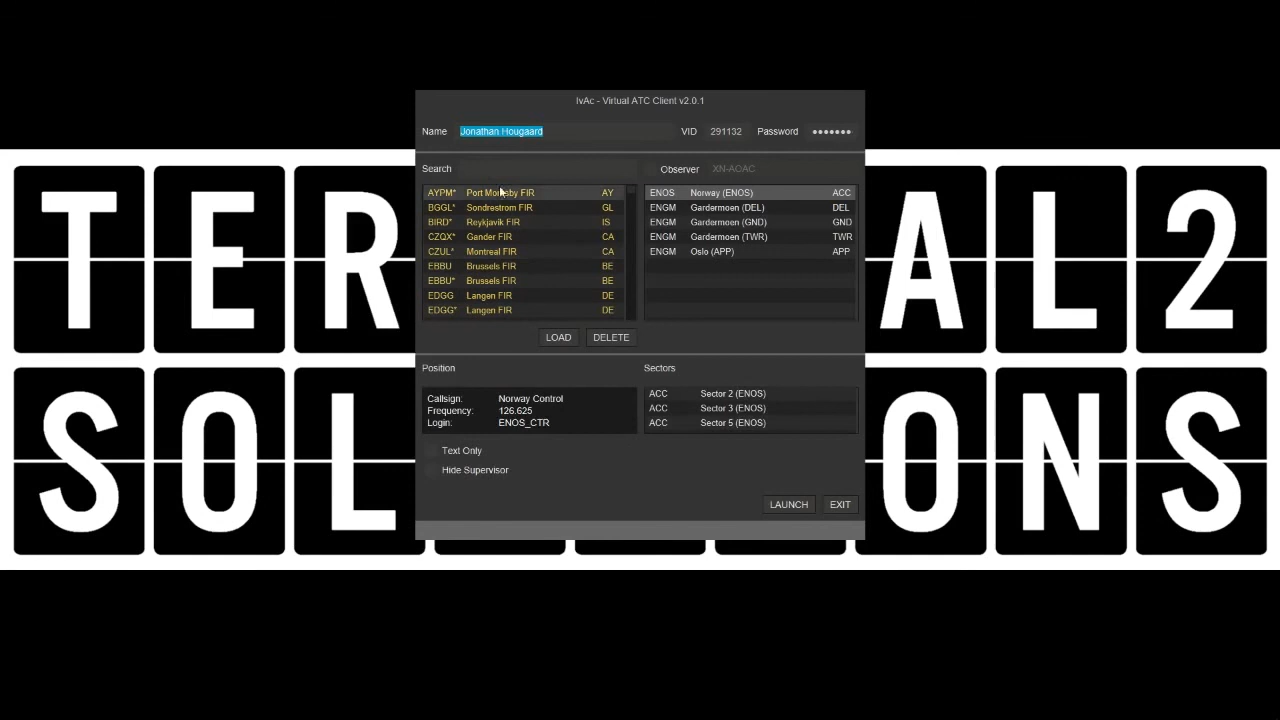 IvAc - Virtual ATC Client v2.0.1
Name Jonathan Hougaard VID 291132 Password ●●●●●●●
Search Observer XN-AOAC
AYPM* Port Moresby FIR AY
BGGL* Sondrestrom FIR GL
BIRD* Reykjavik FIR IS
CZQX* Gander FIR CA
CZUL* Montreal FIR CA
EBBU Brussels FIR BE
EBBU* Brussels FIR BE
EDGG Langen FIR DE
EDGG* Langen FIR DE
ENOS Norway (ENOS) ACC
ENGM Gardermoen (DEL) DEL
ENGM Gardermoen (GND) GND
ENGM Gardermoen (TWR) TWR
ENGM Oslo (APP) APP
LOAD DELETE
Position
Callsign: Norway Control
Frequency: 126.625
Login: ENOS_CTR
Sectors
ACC Sector 2 (ENOS)
ACC Sector 3 (ENOS)
ACC Sector 5 (ENOS)
Text Only
Hide Supervisor
LAUNCH EXIT
TER AL2
SOL ONS